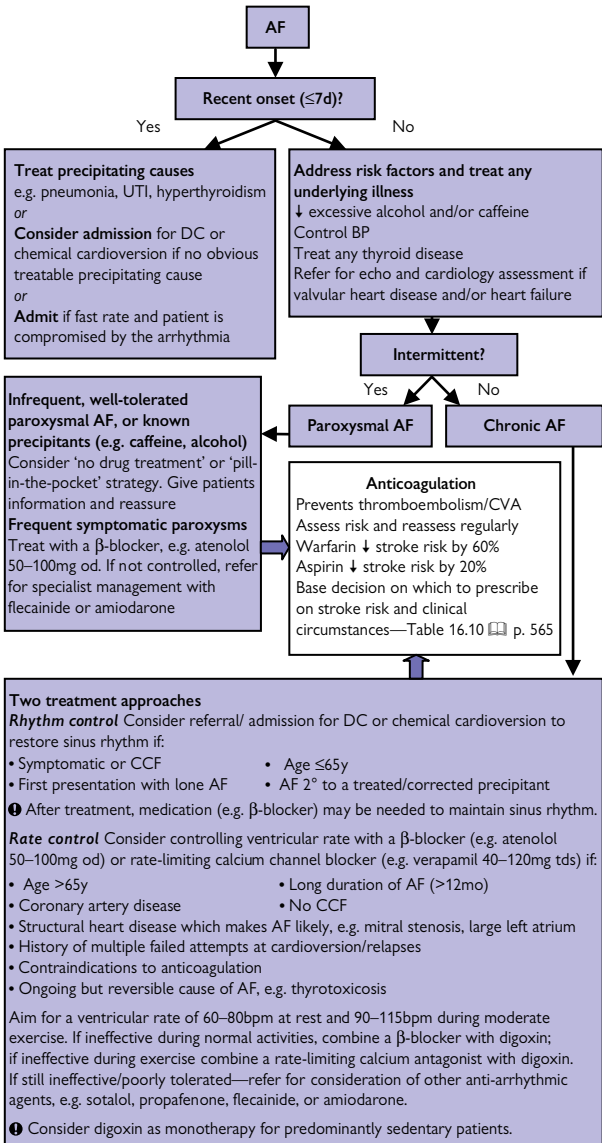 AF
Recent onset (≤7d)?
Yes
No
Treat precipitating causes
e.g. pneumonia, UTI, hyperthyroidism
or
Consider admission for DC or
chemical cardioversion if no obvious
treatable precipitating cause
or
Admit if fast rate and patient is
compromised by the arrhythmia
Address risk factors and treat any
underlying illness
↓ excessive alcohol and/or caffeine
Control BP
Treat any thyroid disease
Refer for echo and cardiology assessment if
valvular heart disease and/or heart failure
Intermittent?
Yes
No
Paroxysmal AF
Chronic AF
Infrequent, well-tolerated
paroxysmal AF, or known
precipitants (e.g. caffeine, alcohol)
Consider ‘no drug treatment’ or ‘pill-
in-the-pocket’ strategy. Give patients
information and reassure
Frequent symptomatic paroxysms
Treat with a β-blocker, e.g. atenolol
50–100mg od. If not controlled, refer
for specialist management with
flecainide or amiodarone
Anticoagulation
Prevents thromboembolism/CVA
Assess risk and reassess regularly
Warfarin ↓ stroke risk by 60%
Aspirin ↓ stroke risk by 20%
Base decision on which to prescribe
on stroke risk and clinical
circumstances—Table 16.10 📖 p. 565
Two treatment approaches
Rhythm control Consider referral/ admission for DC or chemical cardioversion to
restore sinus rhythm if:
• Symptomatic or CCF • Age ≤65y
• First presentation with lone AF • AF 2° to a treated/corrected precipitant
❶ After treatment, medication (e.g. β-blocker) may be needed to maintain sinus rhythm.
Rate control Consider controlling ventricular rate with a β-blocker (e.g. atenolol
50–100mg od) or rate-limiting calcium channel blocker (e.g. verapamil 40–120mg tds) if:
• Age >65y • Long duration of AF (>12mo)
• Coronary artery disease • No CCF
• Structural heart disease which makes AF likely, e.g. mitral stenosis, large left atrium
• History of multiple failed attempts at cardioversion/relapses
• Contraindications to anticoagulation
• Ongoing but reversible cause of AF, e.g. thyrotoxicosis
Aim for a ventricular rate of 60–80bpm at rest and 90–115bpm during moderate
exercise. If ineffective during normal activities, combine a β-blocker with digoxin;
if ineffective during exercise combine a rate-limiting calcium antagonist with digoxin.
If still ineffective/poorly tolerated—refer for consideration of other anti-arrhythmic
agents, e.g. sotalol, propafenone, flecainide, or amiodarone.
❶ Consider digoxin as monotherapy for predominantly sedentary patients.